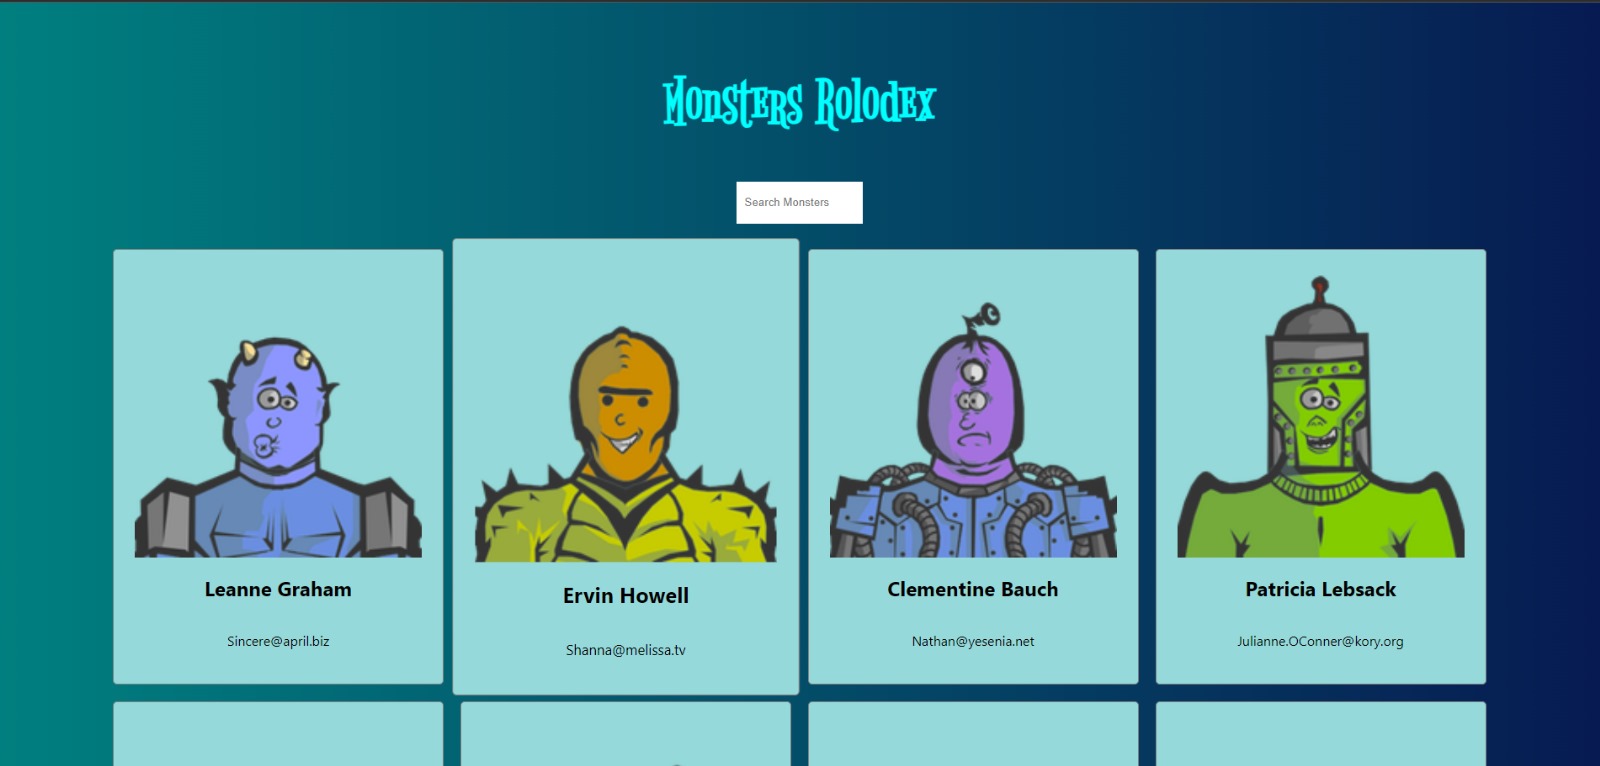 Monsters Rolodex
Search Monsters
Leanne Graham
Sincere@april.biz
Ervin Howell
Shanna@melissa.tv
Clementine Bauch
Nathan@yesenia.net
Patricia Lebsack
Julianne.OConner@kory.org